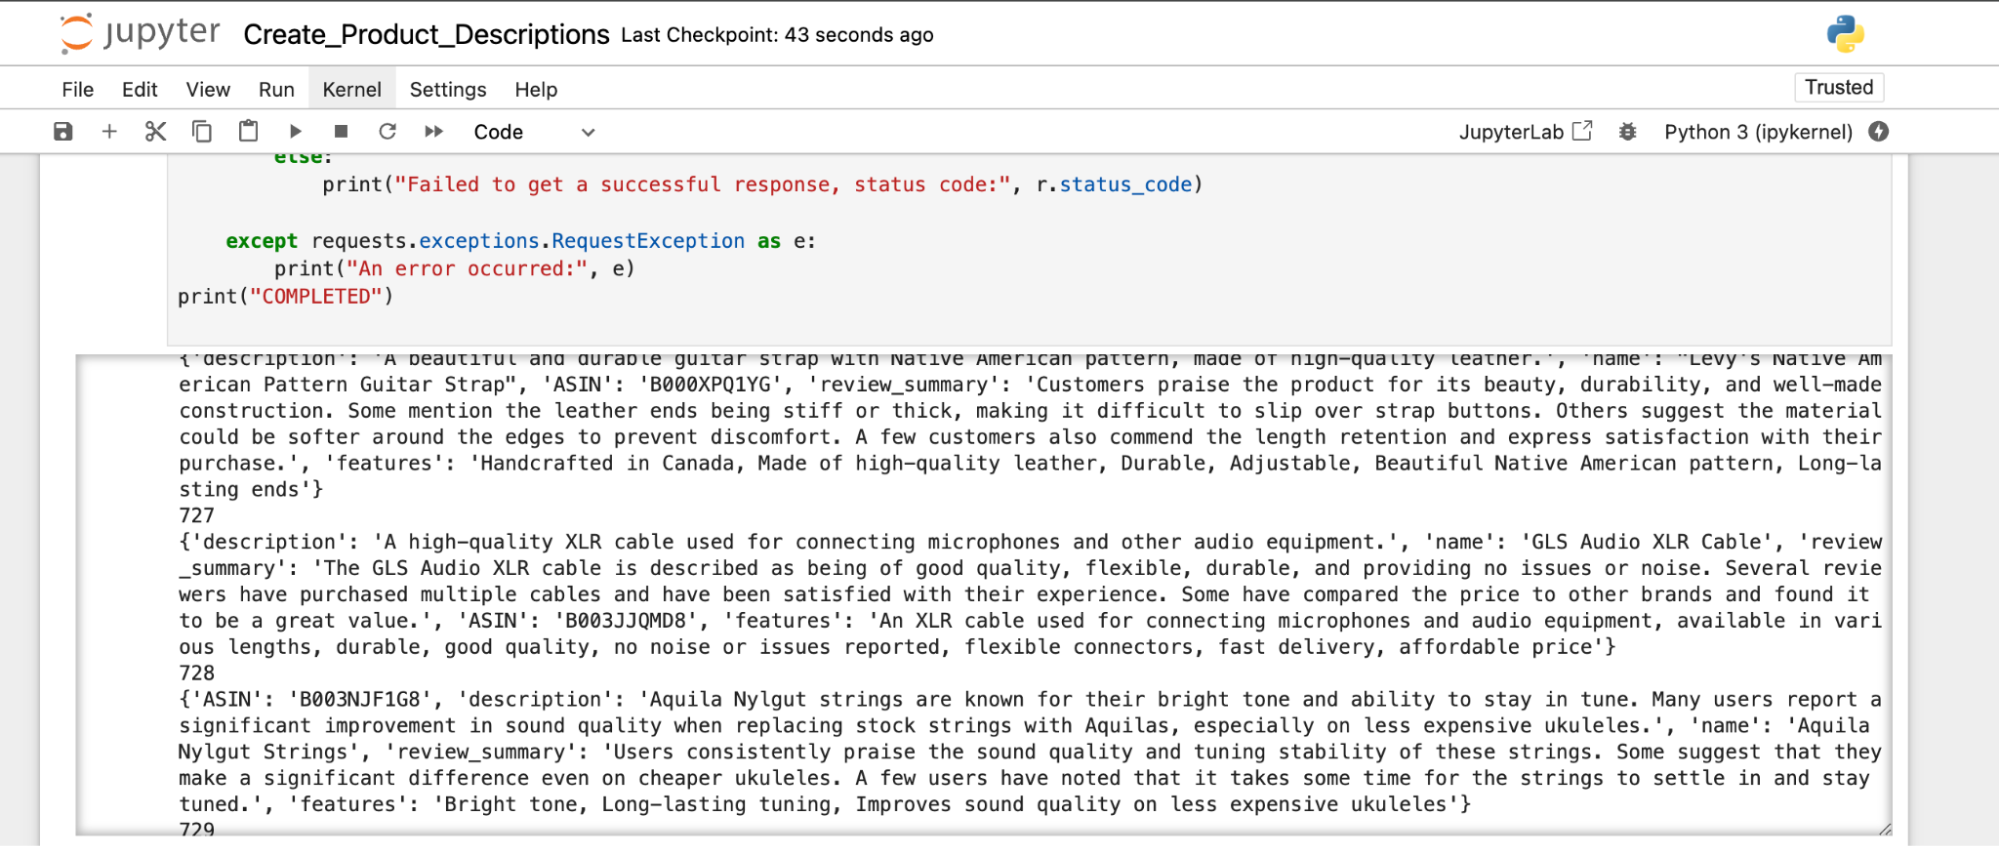 jupyter Create_Product_Descriptions Last Checkpoint: 43 seconds ago
File Edit View Run Kernel Settings Help Trusted
Code JupyterLab Python 3 (ipykernel)
else:
print("Failed to get a successful response, status code:", r.status_code)
except requests.exceptions.RequestException as e:
print("An error occurred:", e)
print("COMPLETED")
{'description': 'A beautiful and durable guitar strap with Native American pattern, made of high-quality leather.', 'name': "Levy's Native Am
erican Pattern Guitar Strap", 'ASIN': 'B000XPQ1YG', 'review_summary': 'Customers praise the product for its beauty, durability, and well-made
construction. Some mention the leather ends being stiff or thick, making it difficult to slip over strap buttons. Others suggest the material
could be softer around the edges to prevent discomfort. A few customers also commend the length retention and express satisfaction with their
purchase.', 'features': 'Handcrafted in Canada, Made of high-quality leather, Durable, Adjustable, Beautiful Native American pattern, Long-la
sting ends'}
727
{'description': 'A high-quality XLR cable used for connecting microphones and other audio equipment.', 'name': 'GLS Audio XLR Cable', 'review
_summary': 'The GLS Audio XLR cable is described as being of good quality, flexible, durable, and providing no issues or noise. Several revie
wers have purchased multiple cables and have been satisfied with their experience. Some have compared the price to other brands and found it
to be a great value.', 'ASIN': 'B003JJQMD8', 'features': 'An XLR cable used for connecting microphones and audio equipment, available in vari
ous lengths, durable, good quality, no noise or issues reported, flexible connectors, fast delivery, affordable price'}
728
{'ASIN': 'B003NJF1G8', 'description': 'Aquila Nylgut strings are known for their bright tone and ability to stay in tune. Many users report a
significant improvement in sound quality when replacing stock strings with Aquilas, especially on less expensive ukuleles.', 'name': 'Aquila
Nylgut Strings', 'review_summary': 'Users consistently praise the sound quality and tuning stability of these strings. Some suggest that they
make a significant difference even on cheaper ukuleles. A few users have noted that it takes some time for the strings to settle in and stay
tuned.', 'features': 'Bright tone, Long-lasting tuning, Improves sound quality on less expensive ukuleles'}
729